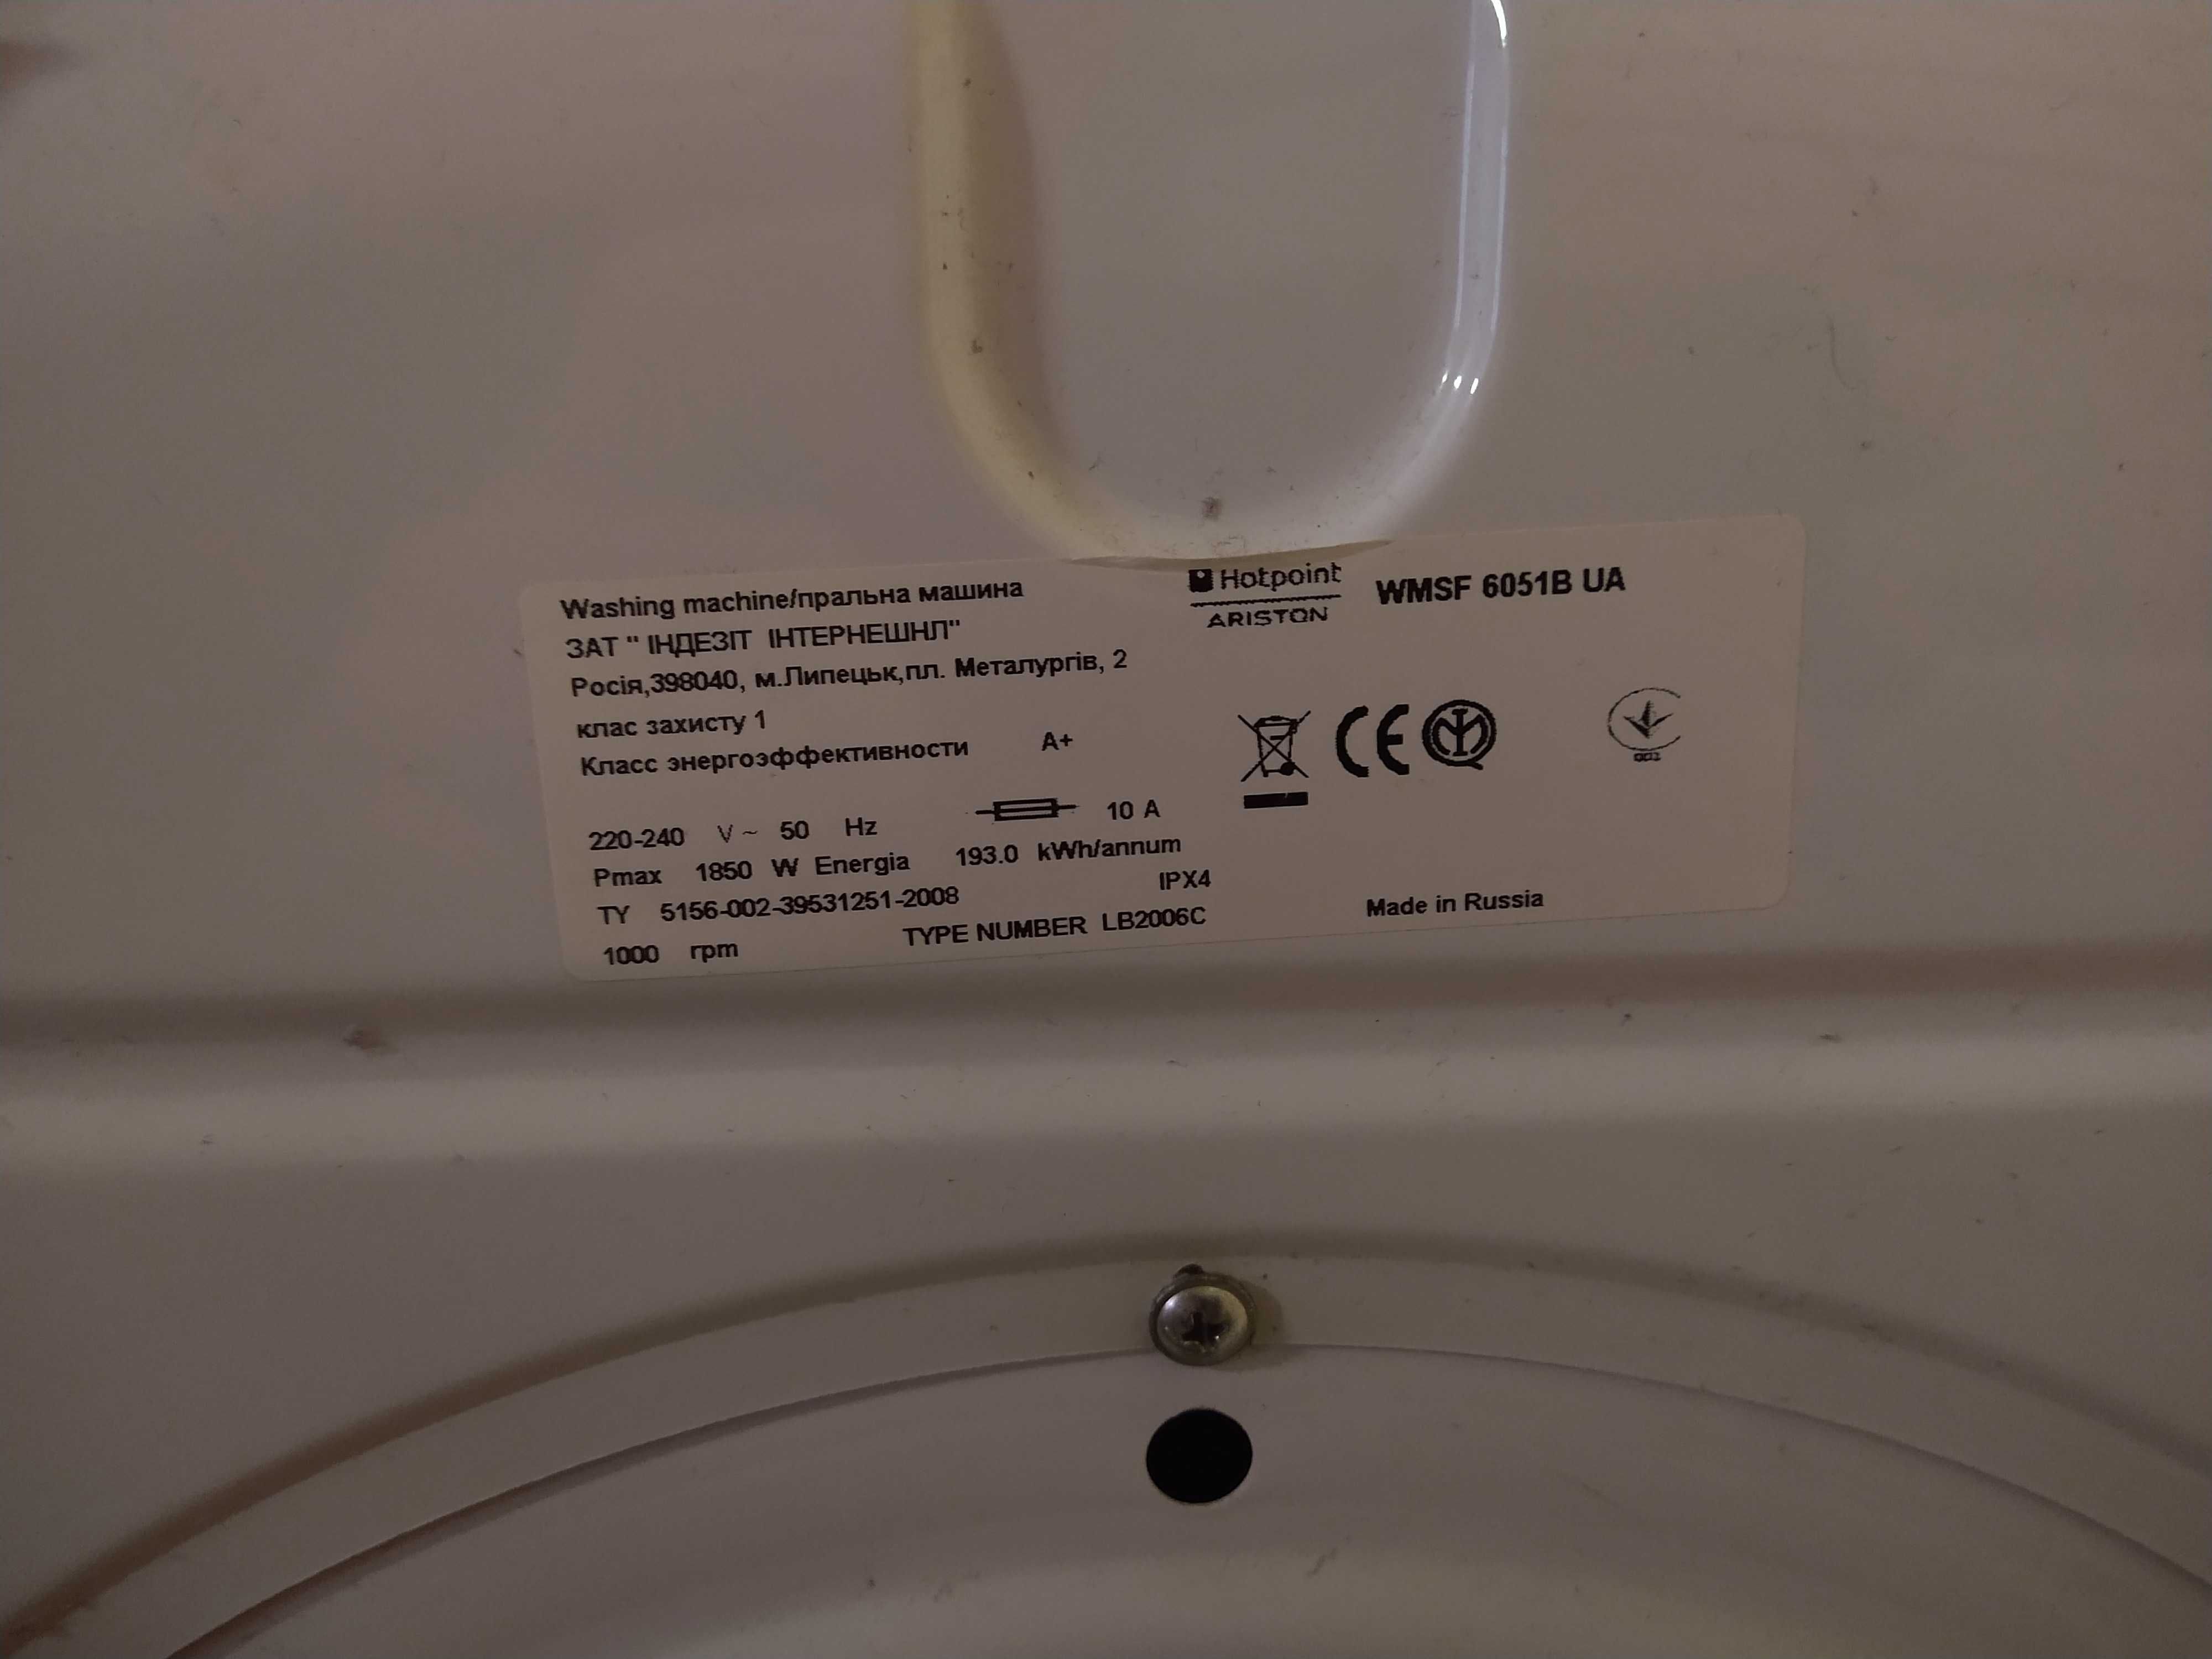 Washing machine/пральна машина
Hotpoint
ARISTON
WMSF 6051B UA
ЗАТ " ІНДЕЗІТ ІНТЕРНЕШНЛ"
Росія,398040, м.Липецьк,пл. Металургів, 2
клас захисту 1
Класс энергоэффективности A+
CE
220-240 V ~ 50 Hz 10 A
Pmax 1850 W Energia 193.0 kWh/annum
TY 5156-002-39531251-2008 IPX4
1000 rpm TYPE NUMBER LB2006C
Made in Russia